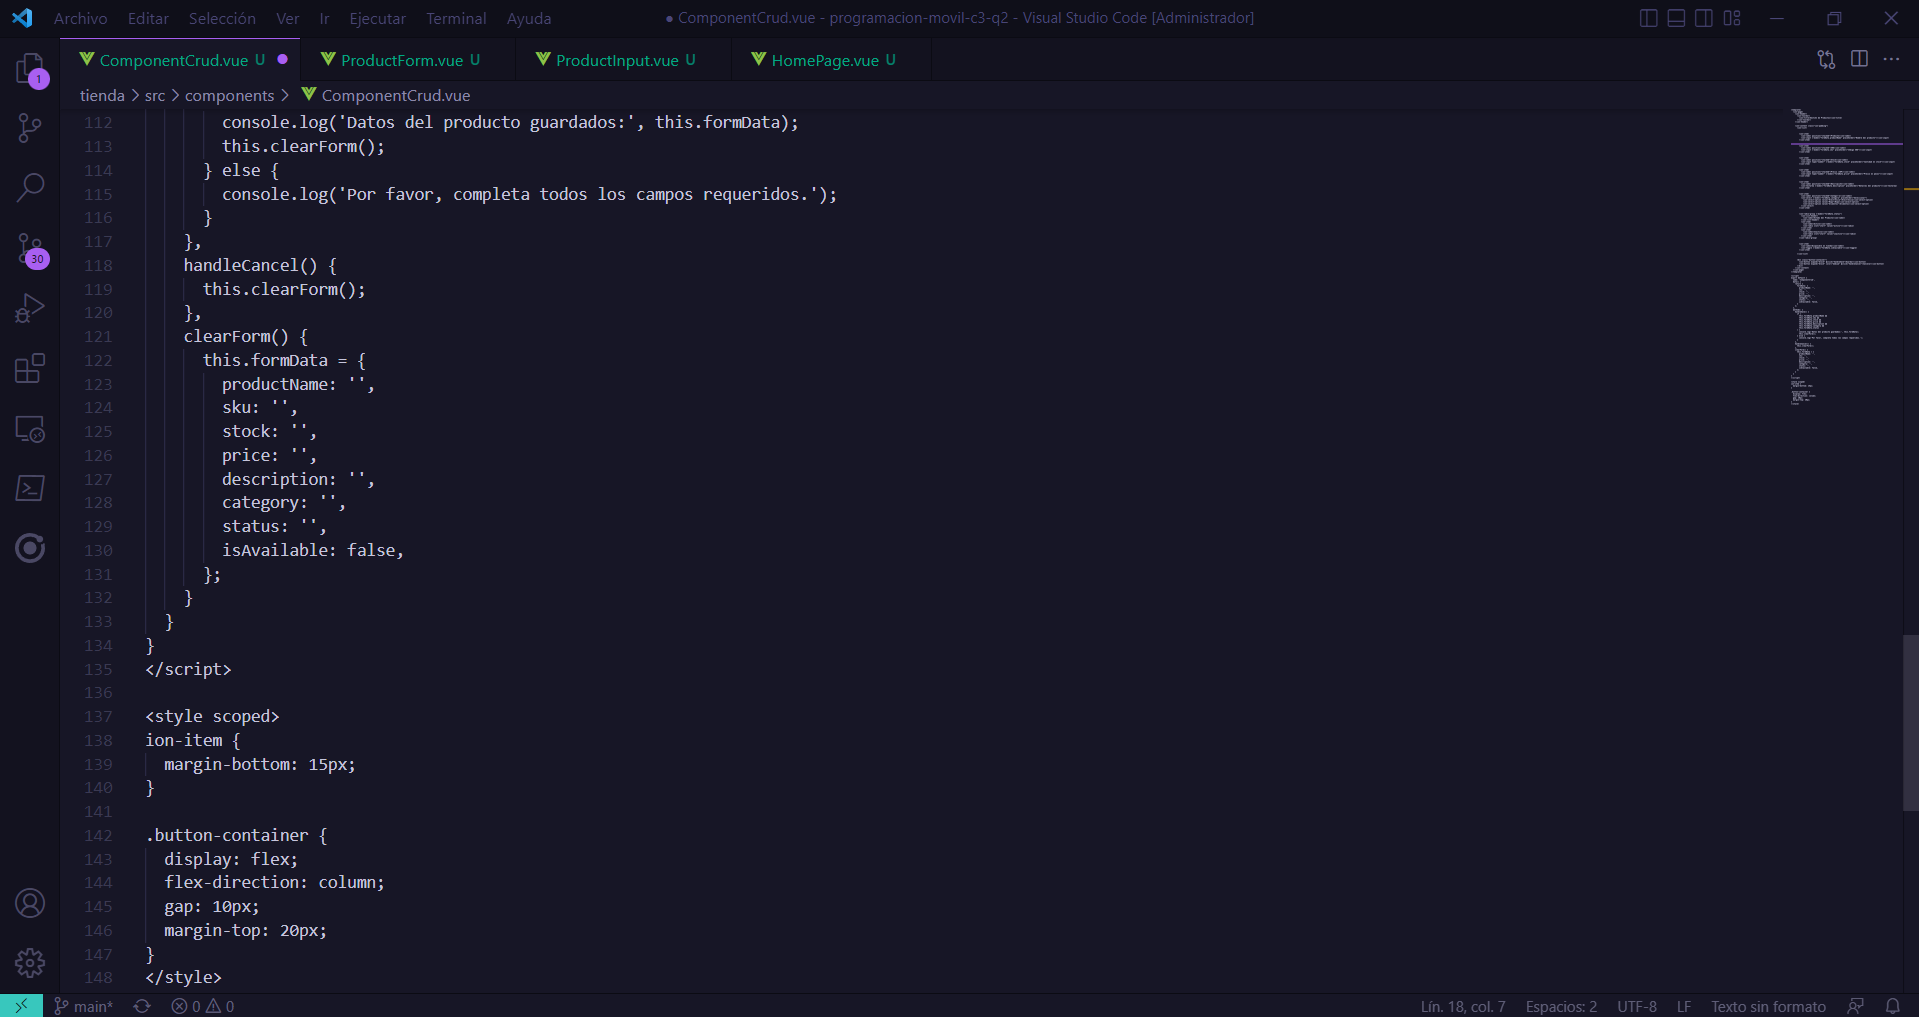 Archivo Editar Selección Ver Ir Ejecutar Terminal Ayuda
● ComponentCrud.vue - programacion-movil-c3-q2 - Visual Studio Code [Administrador]
ComponentCrud.vue U ●
ProductForm.vue U
ProductInput.vue U
HomePage.vue U
1
30
tienda > src > components > ComponentCrud.vue
112 console.log('Datos del producto guardados:', this.formData);
113 this.clearForm();
114 } else {
115 console.log('Por favor, completa todos los campos requeridos.');
116 }
117 },
118 handleCancel() {
119 this.clearForm();
120 },
121 clearForm() {
122 this.formData = {
123 productName: '',
124 sku: '',
125 stock: '',
126 price: '',
127 description: '',
128 category: '',
129 status: '',
130 isAvailable: false,
131 };
132 }
133 }
134 }
135 </script>
136
137 <style scoped>
138 ion-item {
139 margin-bottom: 15px;
140 }
141
142 .button-container {
143 display: flex;
144 flex-direction: column;
145 gap: 10px;
146 margin-top: 20px;
147 }
148 </style>
main* 0 0
Lín. 18, col. 7 Espacios: 2 UTF-8 LF Texto sin formato